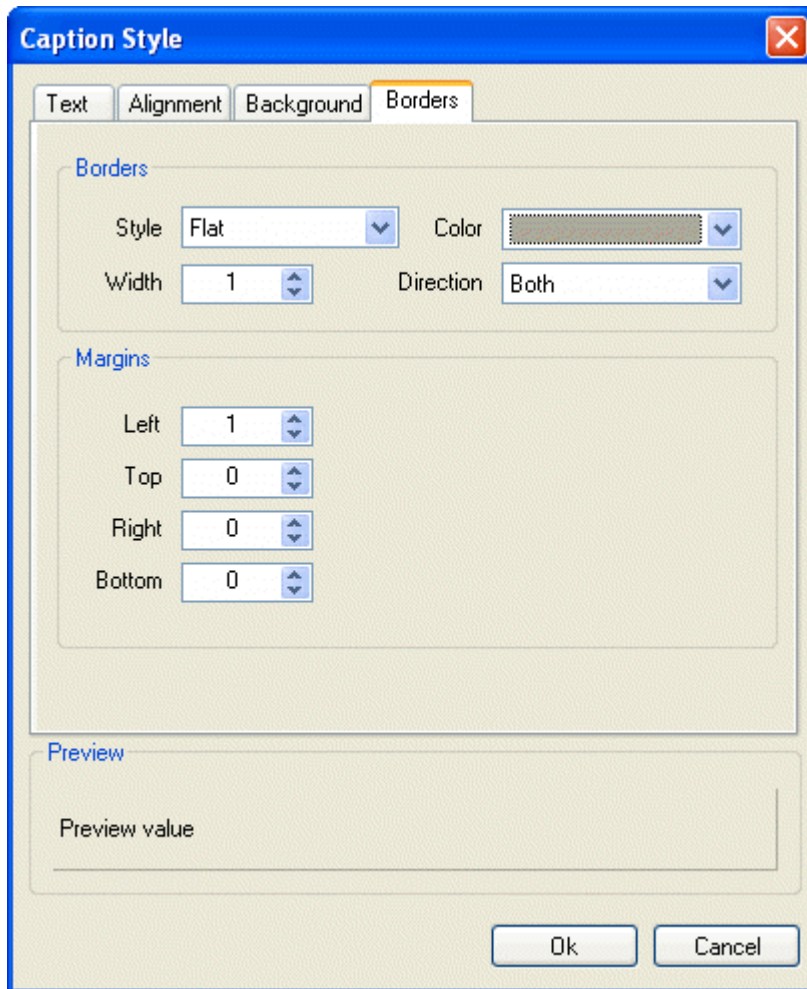 Caption Style
Text Alignment Background Borders
Borders
Style Flat Color
Width 1 Direction Both
Margins
Left 1
Top 0
Right 0
Bottom 0
Preview
Preview value
Ok Cancel